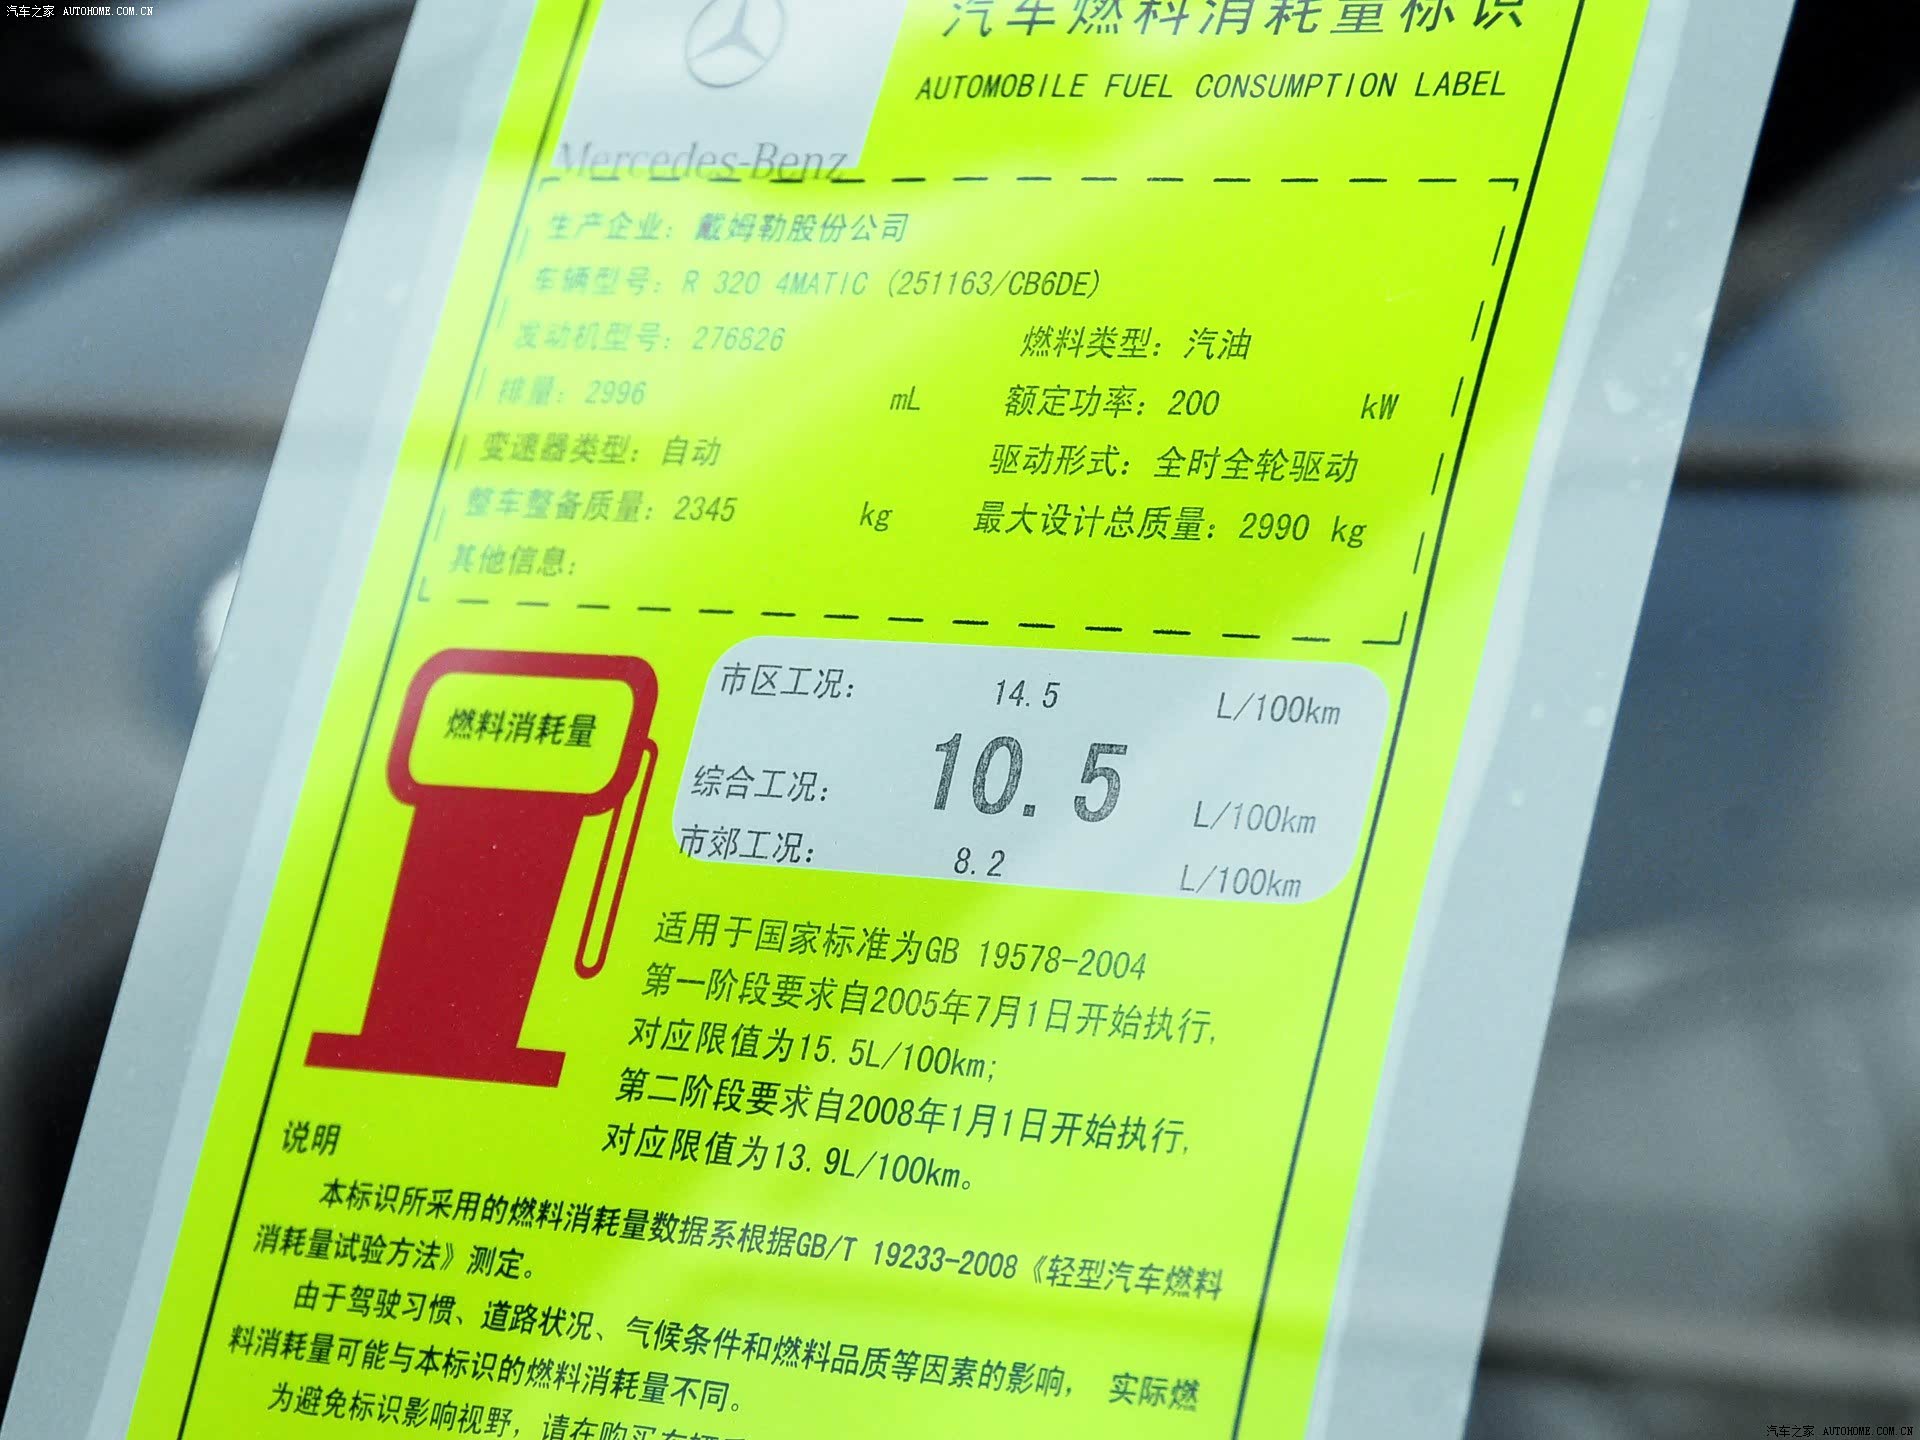 汽车之家 AUTOHOME.COM.CN
汽车燃料消耗量标识
AUTOMOBILE FUEL CONSUMPTION LABEL
Mercedes-Benz
生产企业: 戴姆勒股份公司
车辆型号: R 320 4MATIC (251163/CB6DE)
发动机型号: 276826 燃料类型: 汽油
排量: 2996 mL 额定功率: 200 kW
变速器类型: 自动 驱动形式: 全时全轮驱动
整车整备质量: 2345 kg 最大设计总质量: 2990 kg
其他信息:
燃料消耗量
市区工况: 14.5 L/100km
综合工况: 10.5 L/100km
市郊工况: 8.2 L/100km
适用于国家标准为GB 19578-2004
第一阶段要求自2005年7月1日开始执行,
对应限值为15.5L/100km;
第二阶段要求自2008年1月1日开始执行,
对应限值为13.9L/100km。
说明
本标识所采用的燃料消耗量数据系根据GB/T 19233-2008《轻型汽车燃料
消耗量试验方法》测定。
由于驾驶习惯、道路状况、气候条件和燃料品质等因素的影响, 实际燃
料消耗量可能与本标识的燃料消耗量不同。
为避免标识影响视野, 请在购买车辆
汽车之家 AUTOHOME.COM.CN